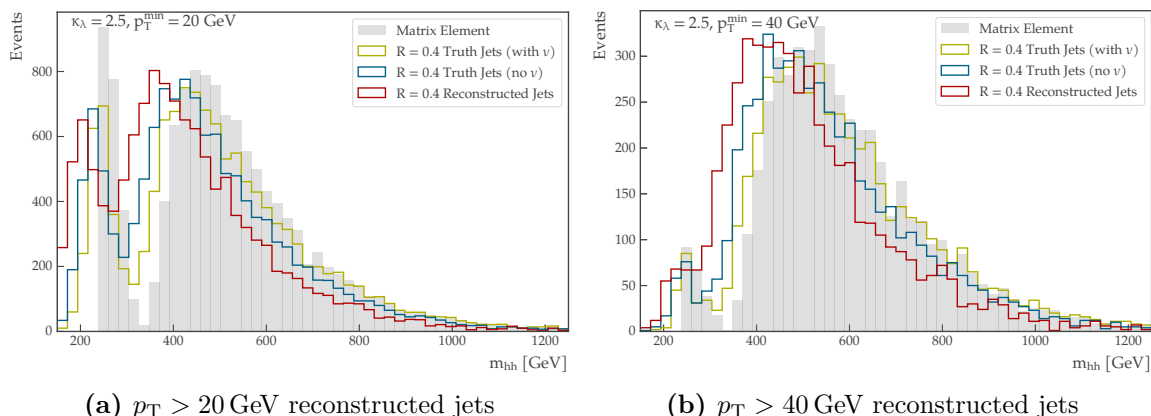 κλ = 2.5, pTmin = 20 GeV
Events
Matrix Element
R = 0.4 Truth Jets (with ν)
R = 0.4 Truth Jets (no ν)
R = 0.4 Reconstructed Jets
800
600
400
200
0
200 400 600 800 1000 1200
mhh [GeV]
(a) pT > 20 GeV reconstructed jets
κλ = 2.5, pTmin = 40 GeV
Events
Matrix Element
R = 0.4 Truth Jets (with ν)
R = 0.4 Truth Jets (no ν)
R = 0.4 Reconstructed Jets
300
250
200
150
100
50
0
200 400 600 800 1000 1200
mhh [GeV]
(b) pT > 40 GeV reconstructed jets